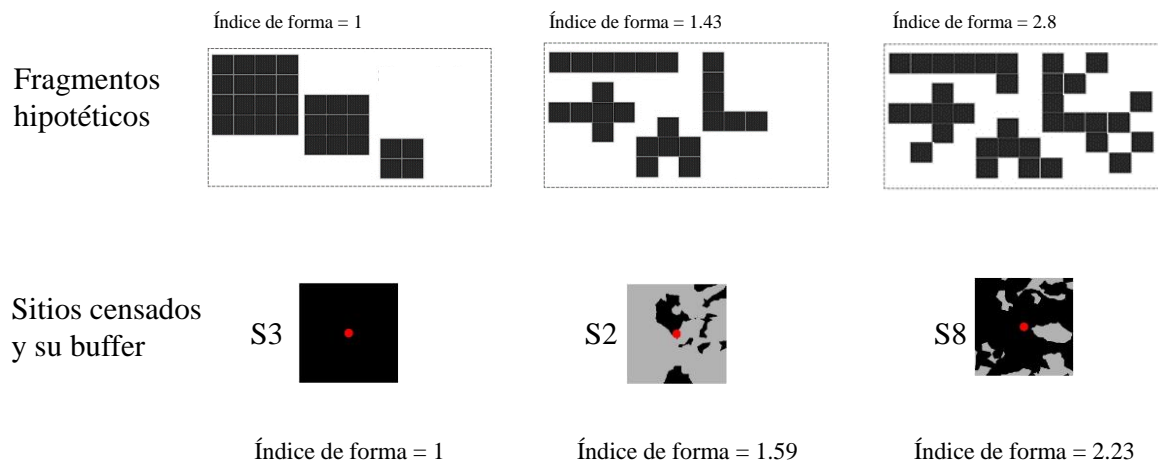 Índice de forma = 1
Índice de forma = 1.43
Índice de forma = 2.8
Fragmentos
hipotéticos
Sitios censados
y su buffer
S3
S2
S8
Índice de forma = 1
Índice de forma = 1.59
Índice de forma = 2.23